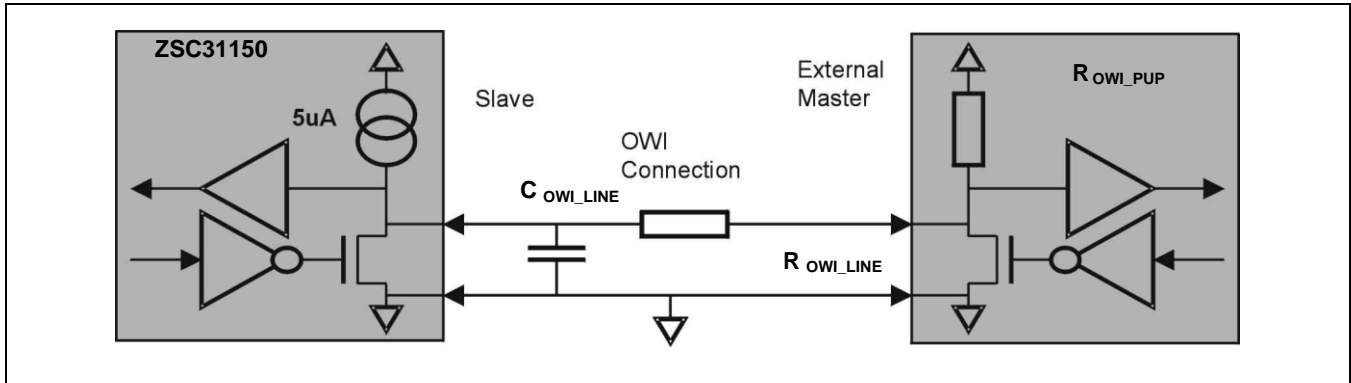 ZSC31150
5uA
Slave
OWI
Connection
C OWI_LINE
R OWI_LINE
External
Master
R OWI_PUP